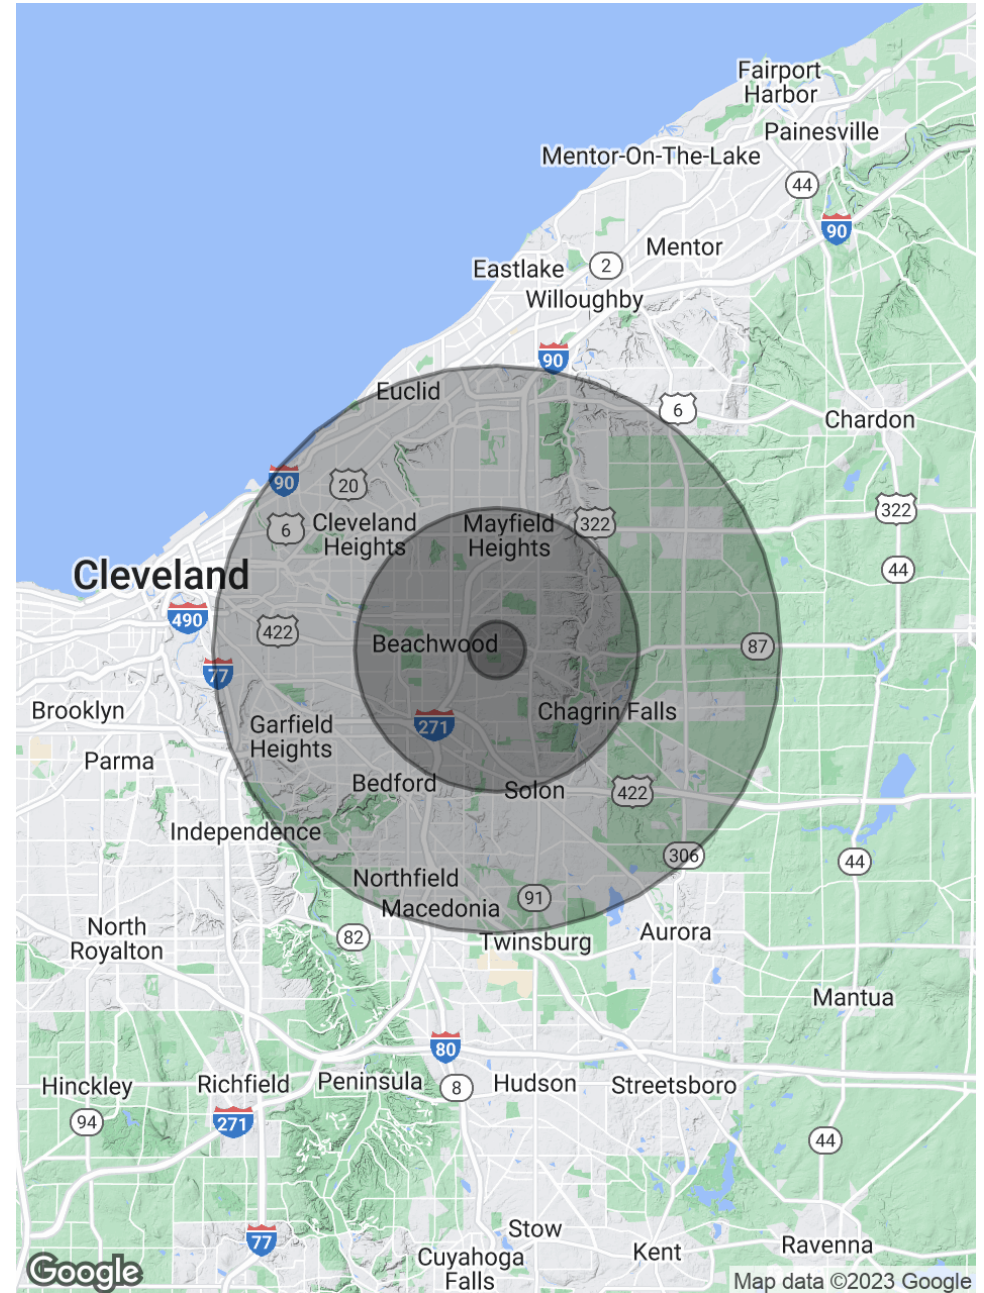 Fairport
Harbor
Painesville
Mentor-On-The-Lake
44
90
Mentor
Eastlake
2
Willoughby
90
Euclid
6
Chardon
90
20
322
6
Cleveland
Heights
Mayfield
Heights
322
Cleveland
44
490
422
Beachwood
87
77
Brooklyn
Garfield
Heights
271
Chagrin Falls
Parma
Bedford
Solon
422
Independence
306
44
Northfield
91
Macedonia
North
Royalton
82
Twinsburg
Aurora
Mantua
80
Hinckley
Richfield
Peninsula
8
Hudson
Streetsboro
94
271
44
77
Stow
Cuyahoga
Falls
Kent
Ravenna
Google
Map data ©2023 Google